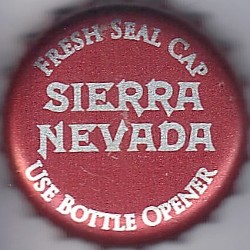 FRESH SEAL CAP
SIERRA
NEVADA
USE BOTTLE OPENER